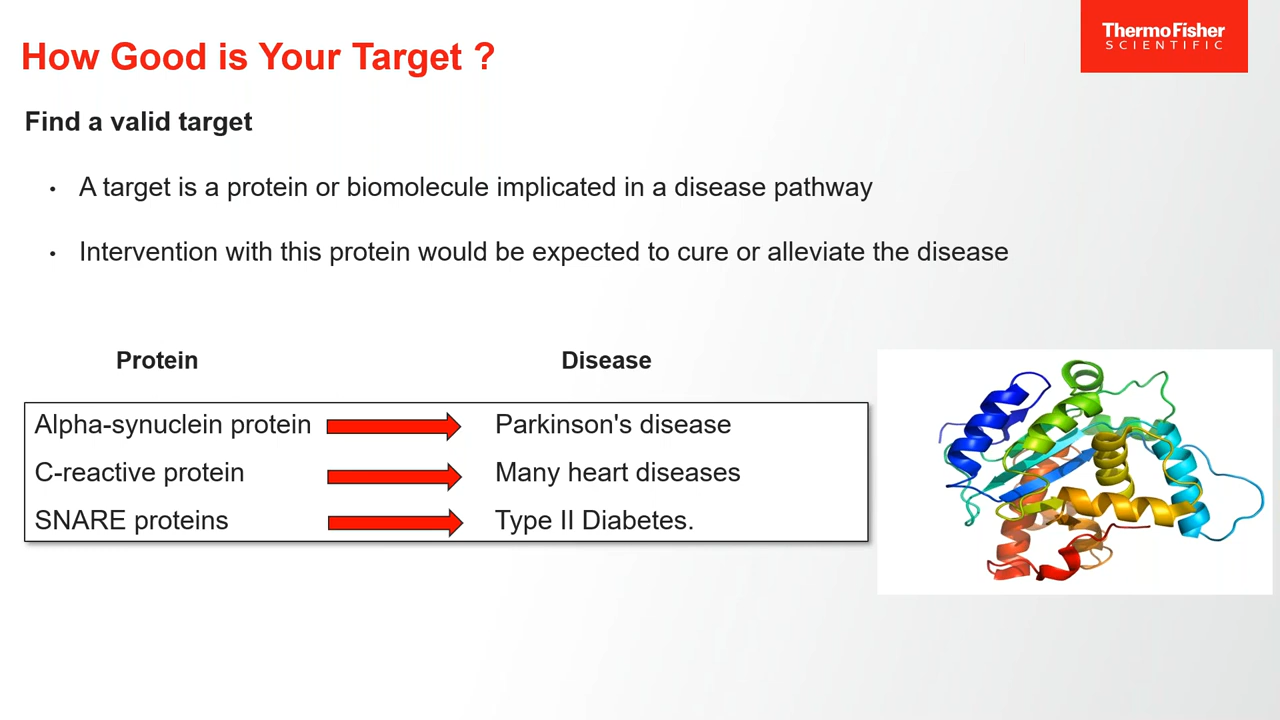 How Good is Your Target ?
ThermoFisher
SCIENTIFIC
Find a valid target
• A target is a protein or biomolecule implicated in a disease pathway
• Intervention with this protein would be expected to cure or alleviate the disease
Protein Disease
Alpha-synuclein protein Parkinson's disease
C-reactive protein Many heart diseases
SNARE proteins Type II Diabetes.